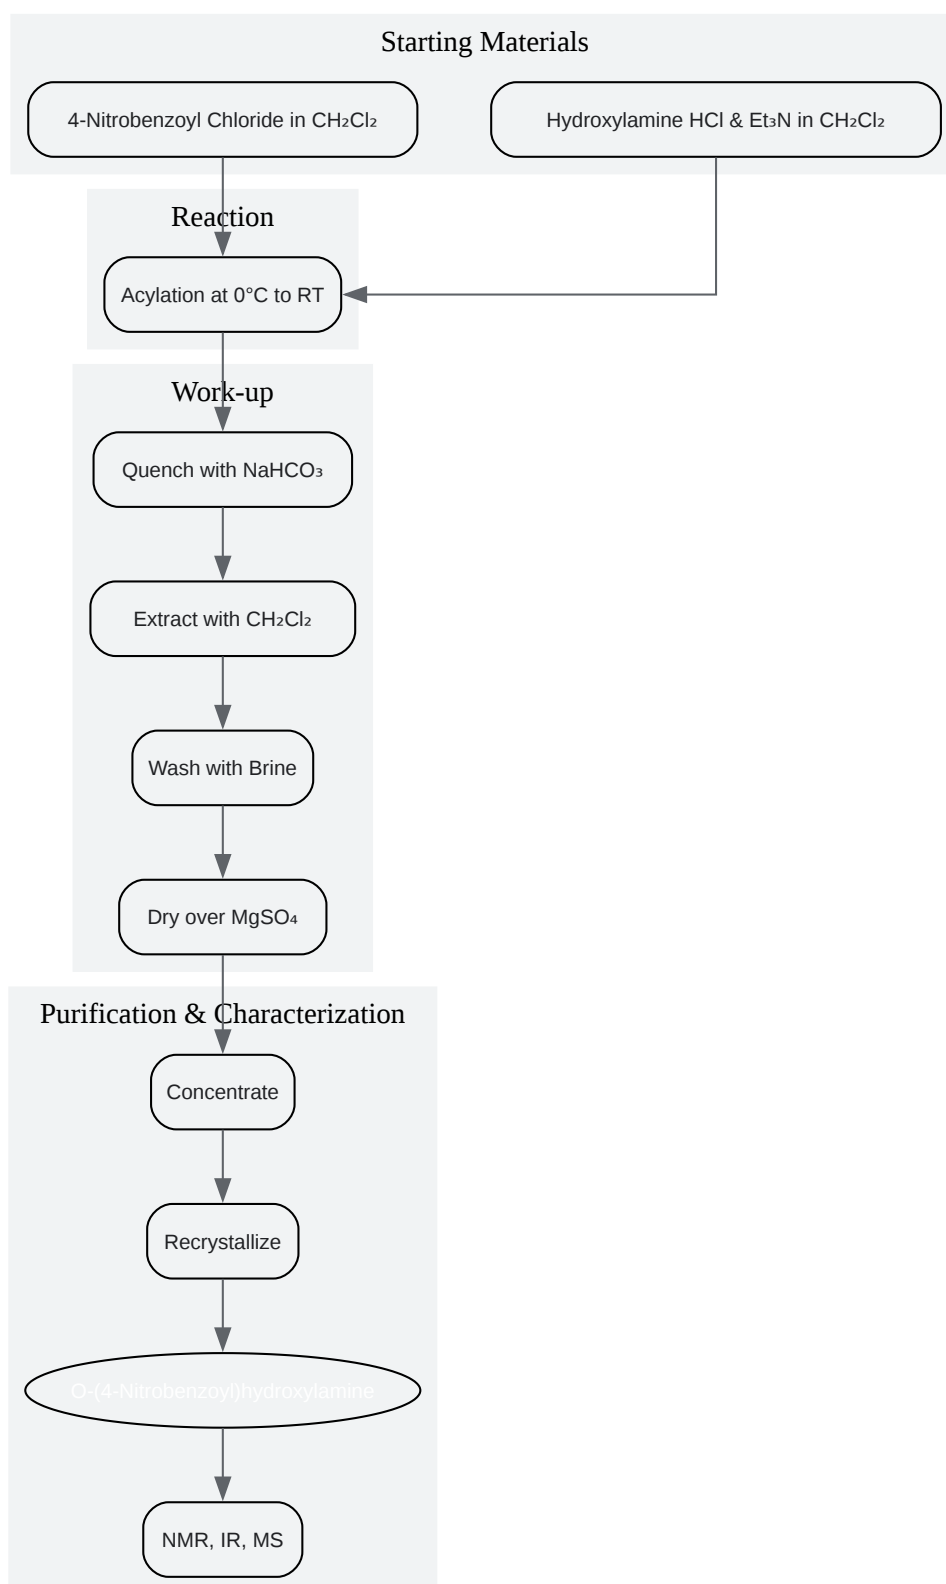 Starting Materials
4-Nitrobenzoyl Chloride in CH₂Cl₂
Hydroxylamine HCl & Et₃N in CH₂Cl₂
Reaction
Acylation at 0°C to RT
Work-up
Quench with NaHCO₃
Extract with CH₂Cl₂
Wash with Brine
Dry over MgSO₄
Purification & Characterization
Concentrate
Recrystallize
O-(4-Nitrobenzoyl)hydroxylamine
NMR, IR, MS